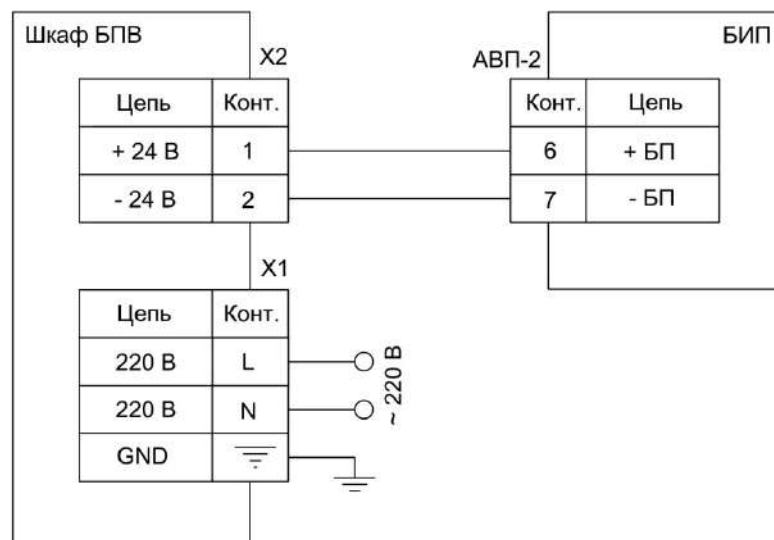 Шкаф БПВ
X2
АВП-2
БИП
Цепь Конт.
+ 24 В 1
- 24 В 2
Конт. Цепь
6 + БП
7 - БП
X1
Цепь Конт.
220 В L
220 В N
GND
~ 220 В